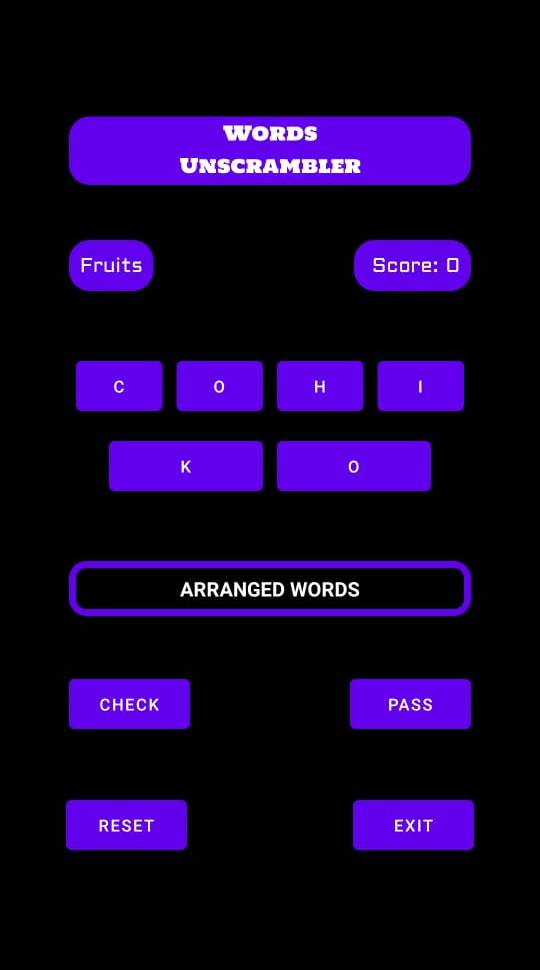 Words
Unscrambler
Fruits Score: 0
C O H I
K O
ARRANGED WORDS
CHECK PASS
RESET EXIT